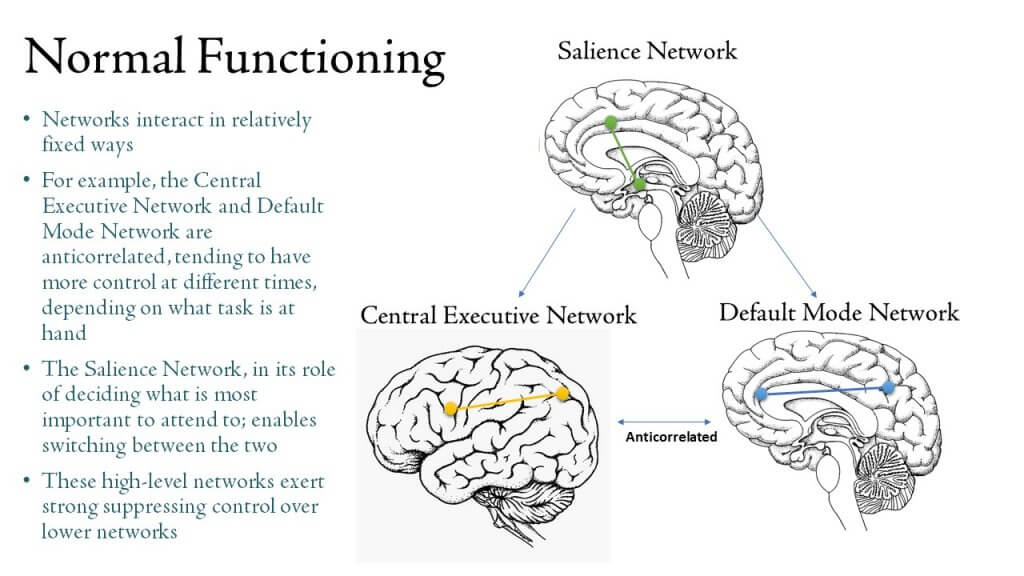 Normal Functioning
• Networks interact in relatively
fixed ways
• For example, the Central
Executive Network and Default
Mode Network are
anticorrelated, tending to have
more control at different times,
depending on what task is at
hand
• The Salience Network, in its role
of deciding what is most
important to attend to; enables
switching between the two
• These high-level networks exert
strong suppressing control over
lower networks
Salience Network
Central Executive Network
Default Mode Network
Anticorrelated